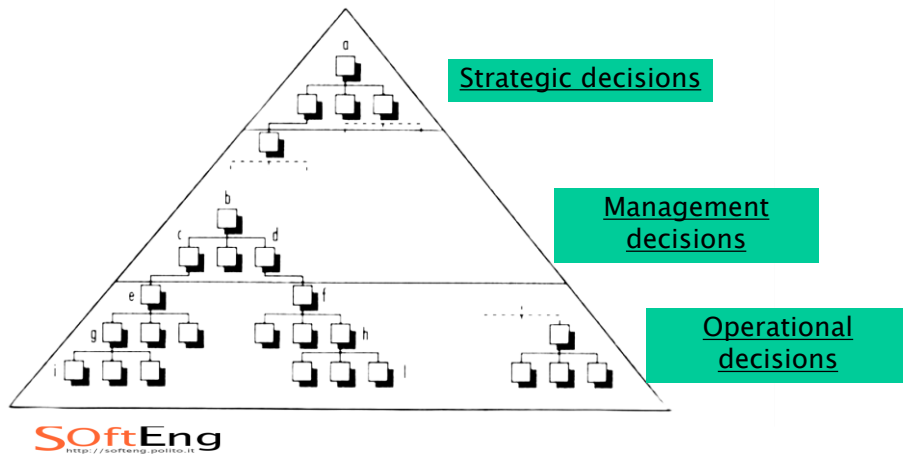 a
Strategic decisions
b
Management
decisions
c
d
e
f
g
h
Operational
decisions
i
l
SOftEng
http://softeng.polito.it